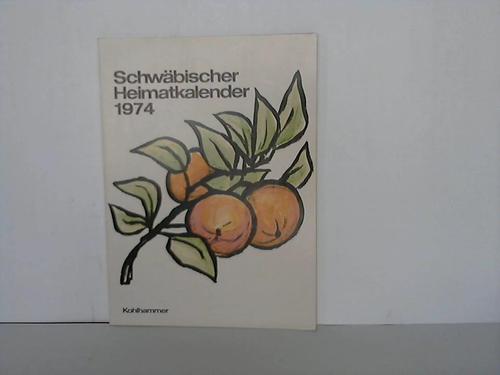 Schwäbischer
Heimatkalender
1974
Kohlhammer